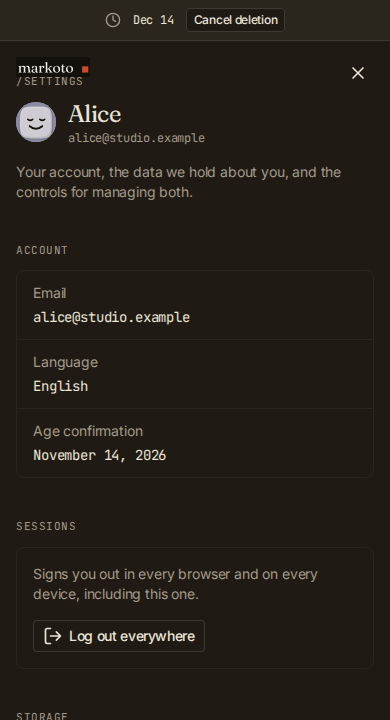 Dec 14 Cancel deletion
markoto
/SETTINGS
Alice
alice@studio.example
Your account, the data we hold about you, and the
controls for managing both.
ACCOUNT
Email
alice@studio.example
Language
English
Age confirmation
November 14, 2026
SESSIONS
Signs you out in every browser and on every
device, including this one.
Log out everywhere
STORAGE